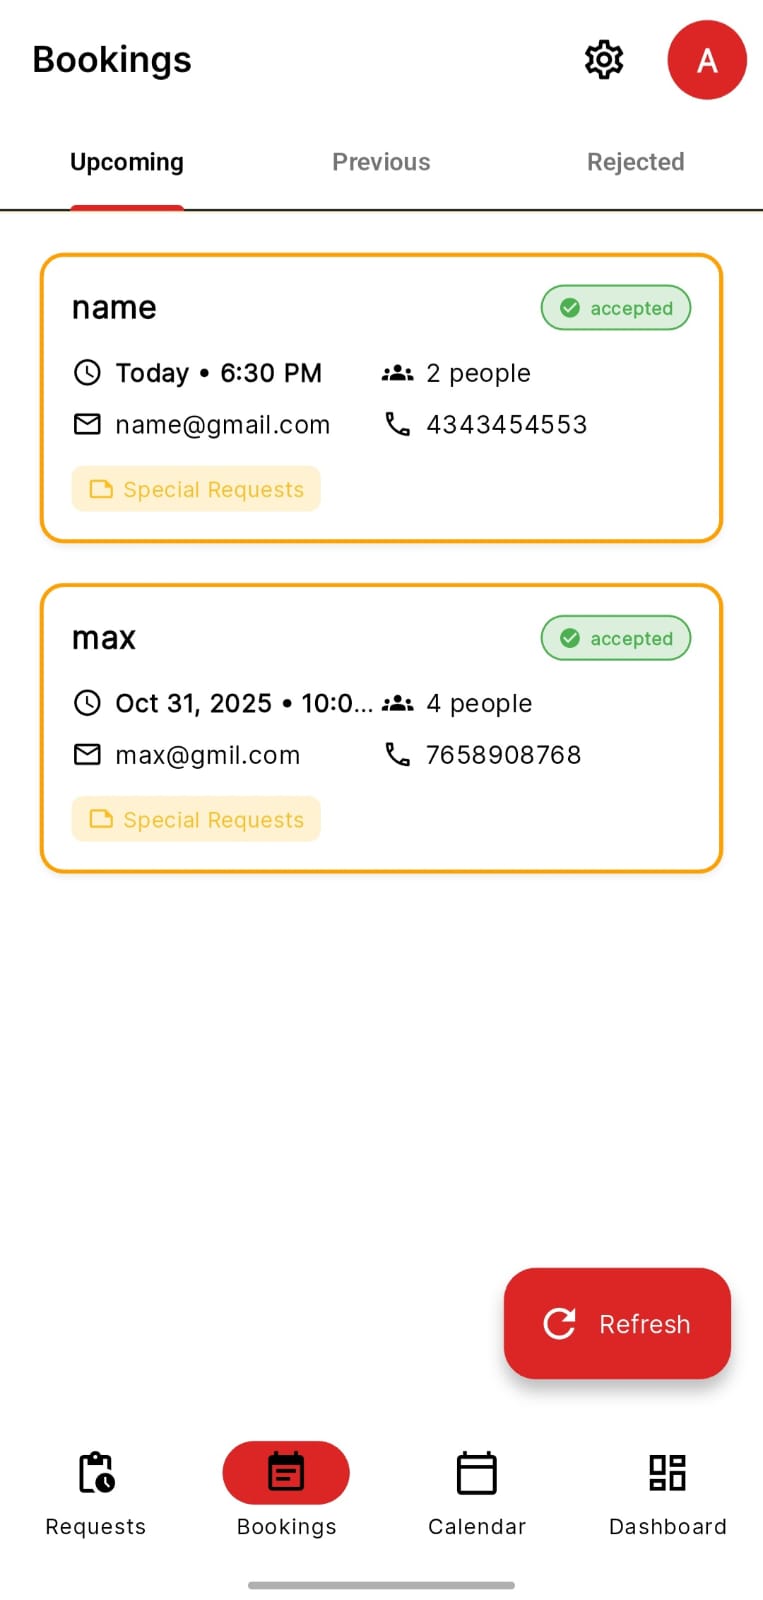 Bookings
A
Upcoming Previous Rejected
name
accepted
Today • 6:30 PM
2 people
name@gmail.com
4343454553
Special Requests
max
accepted
Oct 31, 2025 • 10:0...
4 people
max@gmil.com
7658908768
Special Requests
Refresh
Requests Bookings Calendar Dashboard